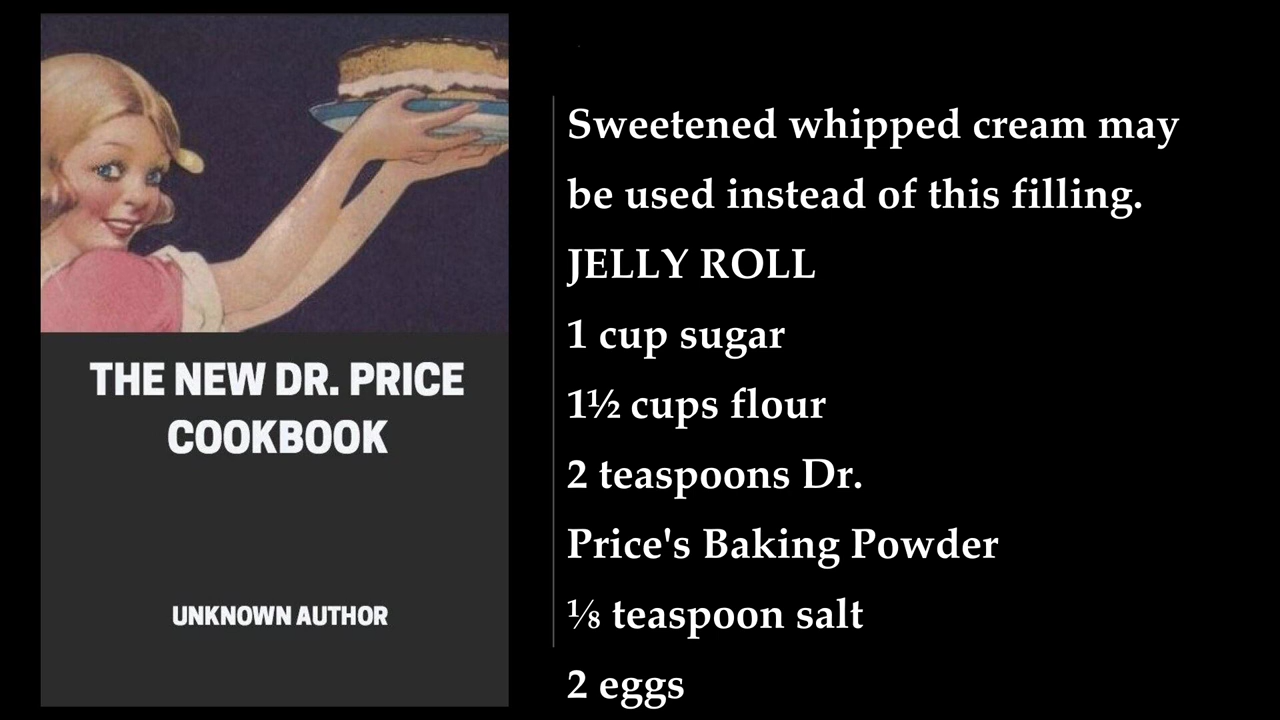 THE NEW DR. PRICE
COOKBOOK
UNKNOWN AUTHOR
Sweetened whipped cream may
be used instead of this filling.
JELLY ROLL
1 cup sugar
1½ cups flour
2 teaspoons Dr.
Price's Baking Powder
⅛ teaspoon salt
2 eggs